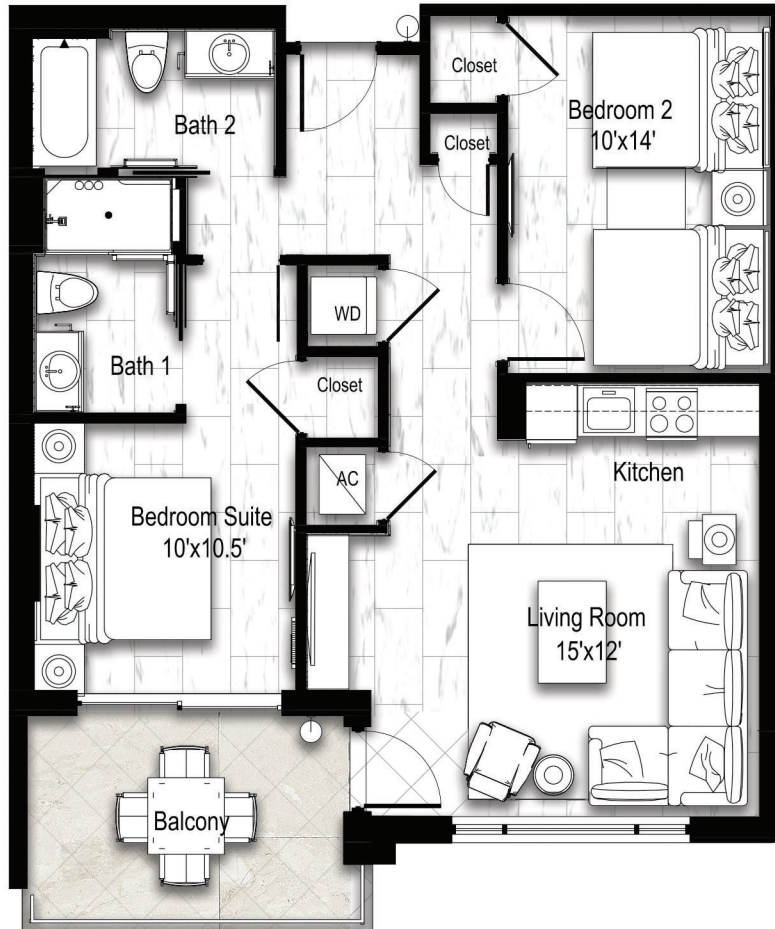 Closet
Bedroom 2
10'x14'
Bath 2
Closet
WD
Bath 1
Closet
Kitchen
AC
Bedroom Suite
10'x10.5'
Living Room
15'x12'
Balcony